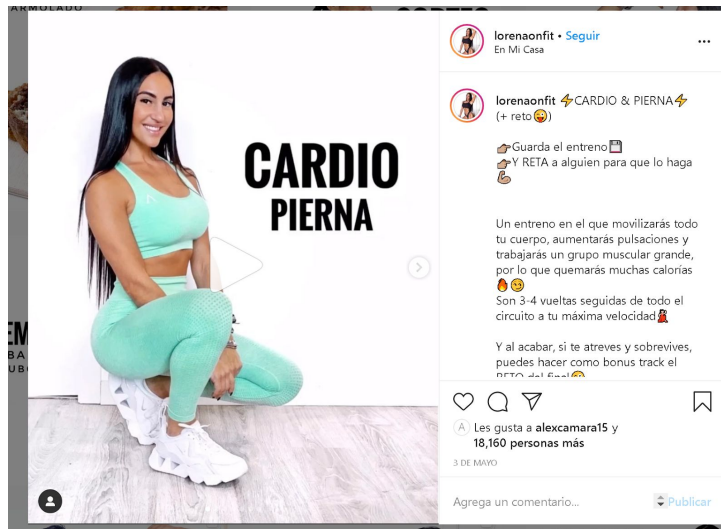 ARMOLADO
CARDIO
PIERNA
lorenaonfit • Seguir
En Mi Casa
lorenaonfit ⚡CARDIO & PIERNA⚡
(+ reto😜)
👉🏽Guarda el entreno💾
👉🏽Y RETA a alguien para que lo haga
💪🏽
Un entreno en el que movilizarás todo
tu cuerpo, aumentarás pulsaciones y
trabajarás un grupo muscular grande,
por lo que quemarás muchas calorías
🔥😏
Son 3-4 vueltas seguidas de todo el
circuito a tu máxima velocidad💃
Y al acabar, si te atreves y sobrevives,
puedes hacer como bonus track el
RETO del final
Les gusta a alexcamara15 y
18,160 personas más
3 DE MAYO
Agrega un comentario...
Publicar